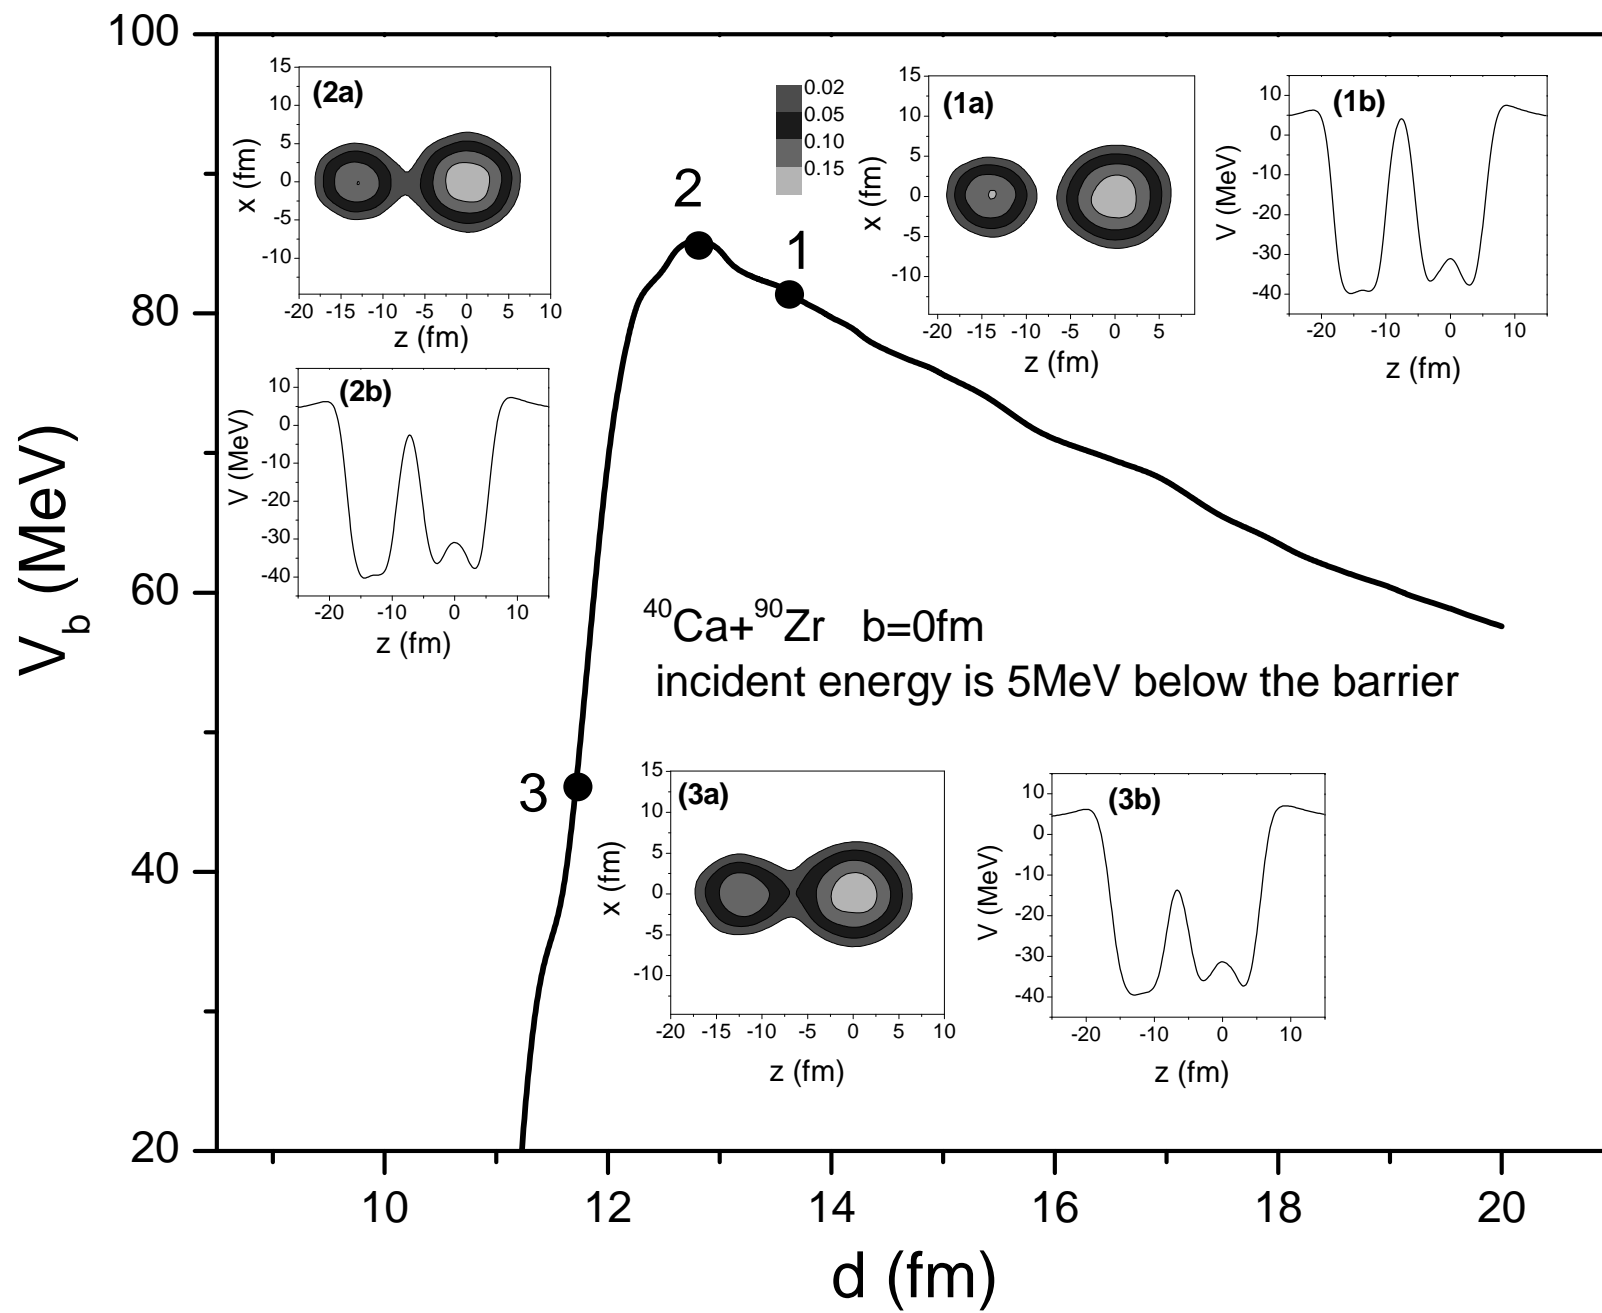 100
80
60
40
20
V_b (MeV)
10
12
14
16
18
20
d (fm)
(2a)
15
10
5
0
-5
-10
x (fm)
-20 -15 -10 -5 0 5 10
z (fm)
0.02
0.05
0.10
0.15
(1a)
15
10
5
0
-5
-10
x (fm)
-20 -15 -10 -5 0 5
z (fm)
(1b)
10
0
-10
-20
-30
-40
V (MeV)
-20 -10 0 10
z (fm)
2
1
(2b)
10
0
-10
-20
-30
-40
V (MeV)
-20 -10 0 10
z (fm)
⁴⁰Ca+⁹⁰Zr b=0fm
incident energy is 5MeV below the barrier
3
(3a)
15
10
5
0
-5
-10
x (fm)
-20 -15 -10 -5 0 5 10
z (fm)
(3b)
10
0
-10
-20
-30
-40
V (MeV)
-20 -10 0 10
z (fm)